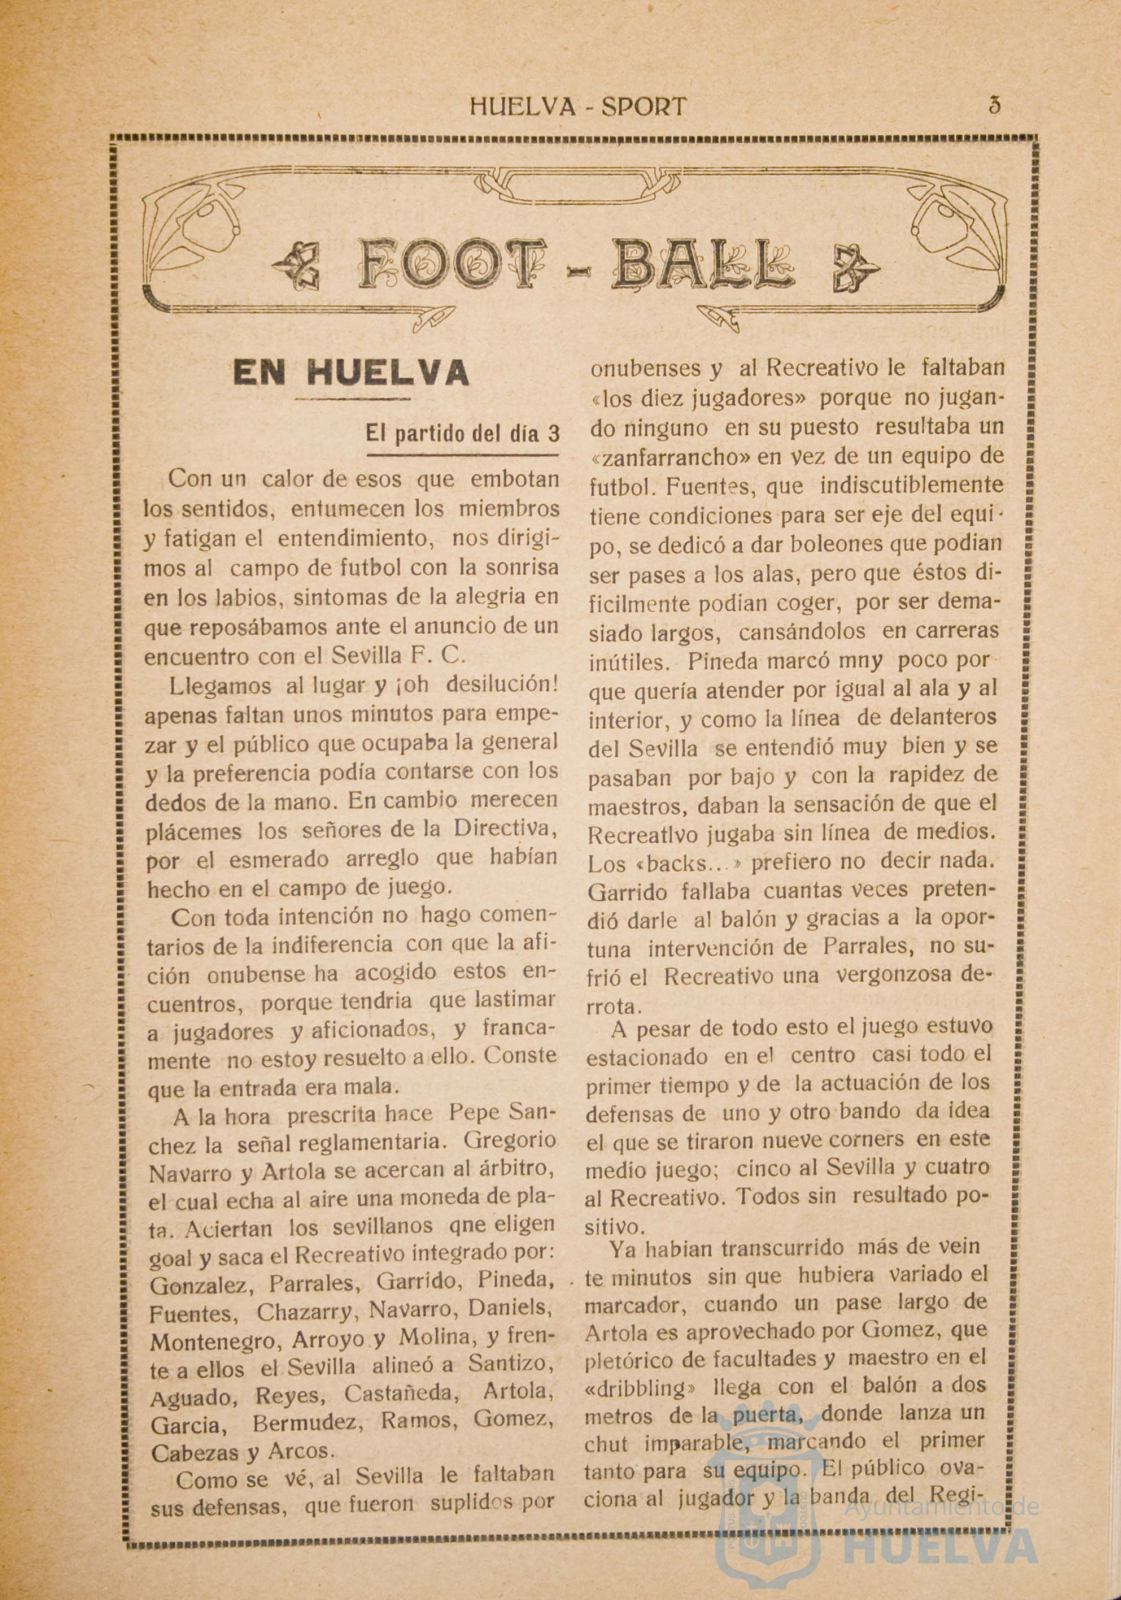 HUELVA - SPORT
3
FOOT - BALL
EN HUELVA
El partido del día 3
Con un calor de esos que embotan
los sentidos, entumecen los miembros
y fatigan el entendimiento, nos dirigi-
mos al campo de futbol con la sonrisa
en los labios, sintomas de la alegria en
que reposábamos ante el anuncio de un
encuentro con el Sevilla F. C.
Llegamos al lugar y ¡oh desilución!
apenas faltan unos minutos para empe-
zar y el público que ocupaba la general
y la preferencia podía contarse con los
dedos de la mano. En cambio merecen
plácemes los señores de la Directiva,
por el esmerado arreglo que habían
hecho en el campo de juego.
Con toda intención no hago comen-
tarios de la indiferencia con que la afi-
ción onubense ha acogido estos en-
cuentros, porque tendria que lastimar
a jugadores y aficionados, y franca-
mente no estoy resuelto a ello. Conste
que la entrada era mala.
A la hora prescrita hace Pepe San-
chez la señal reglamentaria. Gregorio
Navarro y Artola se acercan al árbitro,
el cual echa al aire una moneda de pla-
ta. Aciertan los sevillanos qne eligen
goal y saca el Recreativo integrado por:
Gonzalez, Parrales, Garrido, Pineda,
Fuentes, Chazarry, Navarro, Daniels,
Montenegro, Arroyo y Molina, y fren-
te a ellos el Sevilla alineó a Santizo,
Aguado, Reyes, Castañeda, Artola,
Garcia, Bermudez, Ramos, Gomez,
Cabezas y Arcos.
Como se vé, al Sevilla le faltaban
sus defensas, que fueron suplidos por
onubenses y al Recreativo le faltaban
«los diez jugadores» porque no jugan-
do ninguno en su puesto resultaba un
«zanfarrancho» en vez de un equipo de
futbol. Fuentes, que indiscutiblemente
tiene condiciones para ser eje del equi-
po, se dedicó a dar boleones que podian
ser pases a los alas, pero que éstos di-
ficilmente podian coger, por ser dema-
siado largos, cansándolos en carreras
inútiles. Pineda marcó mny poco por
que quería atender por igual al ala y al
interior, y como la línea de delanteros
del Sevilla se entendió muy bien y se
pasaban por bajo y con la rapidez de
maestros, daban la sensación de que el
Recreativo jugaba sin línea de medios.
Los «backs...» prefiero no decir nada.
Garrido fallaba cuantas veces preten-
dió darle al balón y gracias a la opor-
tuna intervención de Parrales, no su-
frió el Recreativo una vergonzosa de-
rrota.
A pesar de todo esto el juego estuvo
estacionado en el centro casi todo el
primer tiempo y de la actuación de los
defensas de uno y otro bando da idea
el que se tiraron nueve corners en este
medio juego; cinco al Sevilla y cuatro
al Recreativo. Todos sin resultado po-
sitivo.
Ya habian transcurrido más de vein
te minutos sin que hubiera variado el
marcador, cuando un pase largo de
Artola es aprovechado por Gomez, que
pletórico de facultades y maestro en el
«dribbling» llega con el balón a dos
metros de la puerta, donde lanza un
chut imparable, marcando el primer
tanto para su equipo. El público ova-
ciona al jugador y la banda del Regi-
Ayuntamiento de
HUELVA